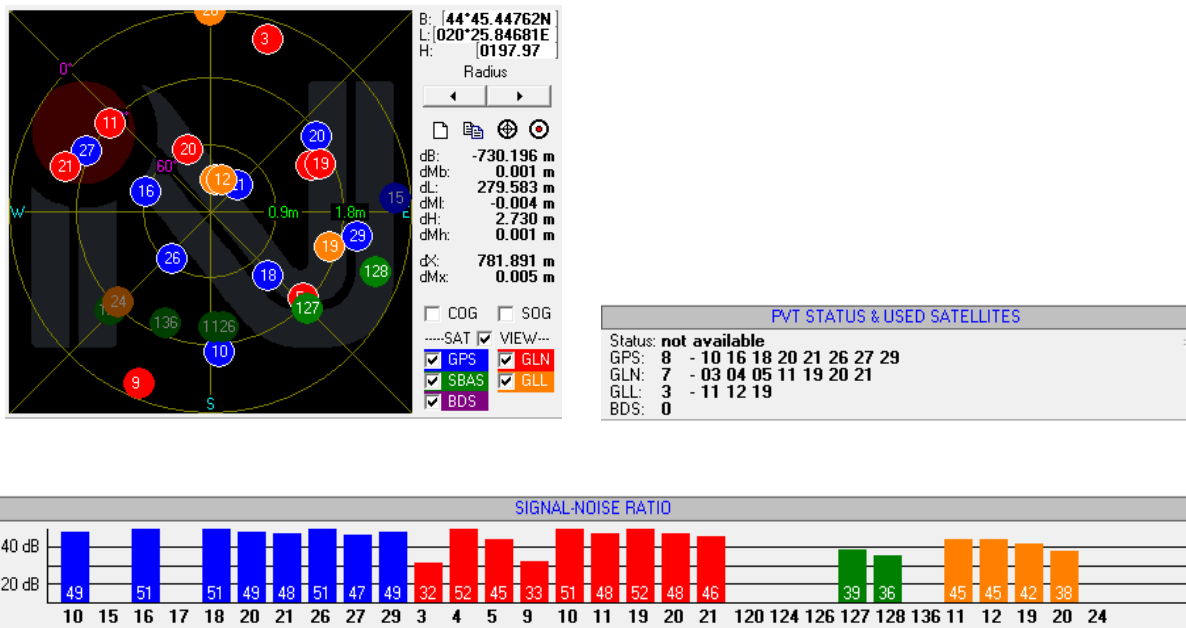 B: [44*45.44762N]
L: [020*25.84681E]
H: [0197.97 ]
Radius
dB: -730.196 m
dMb: 0.001 m
dL: 279.583 m
dMl: -0.004 m
dH: 2.730 m
dMh: 0.001 m
dX: 781.891 m
dMx: 0.005 m
COG SOG
----SAT VIEW---
GPS GLN
SBAS GLL
BDS
3
0°
11
20
27
20
21
60°
19
16
12
21
15
W
0.9m
1.8m
E
19
29
26
18
128
24
127
136
1126
10
9
S
PVT STATUS & USED SATELLITES
Status: not available
GPS: 8 - 10 16 18 20 21 26 27 29
GLN: 7 - 03 04 05 11 19 20 21
GLL: 3 - 11 12 19
BDS: 0
SIGNAL-NOISE RATIO
40 dB
20 dB
49 51 51 49 48 51 47 49 32 52 45 33 51 48 52 48 46 39 36 45 45 42 38
10 15 16 17 18 20 21 26 27 29 3 4 5 9 10 11 19 20 21 120 124 126 127 128 136 11 12 19 20 24